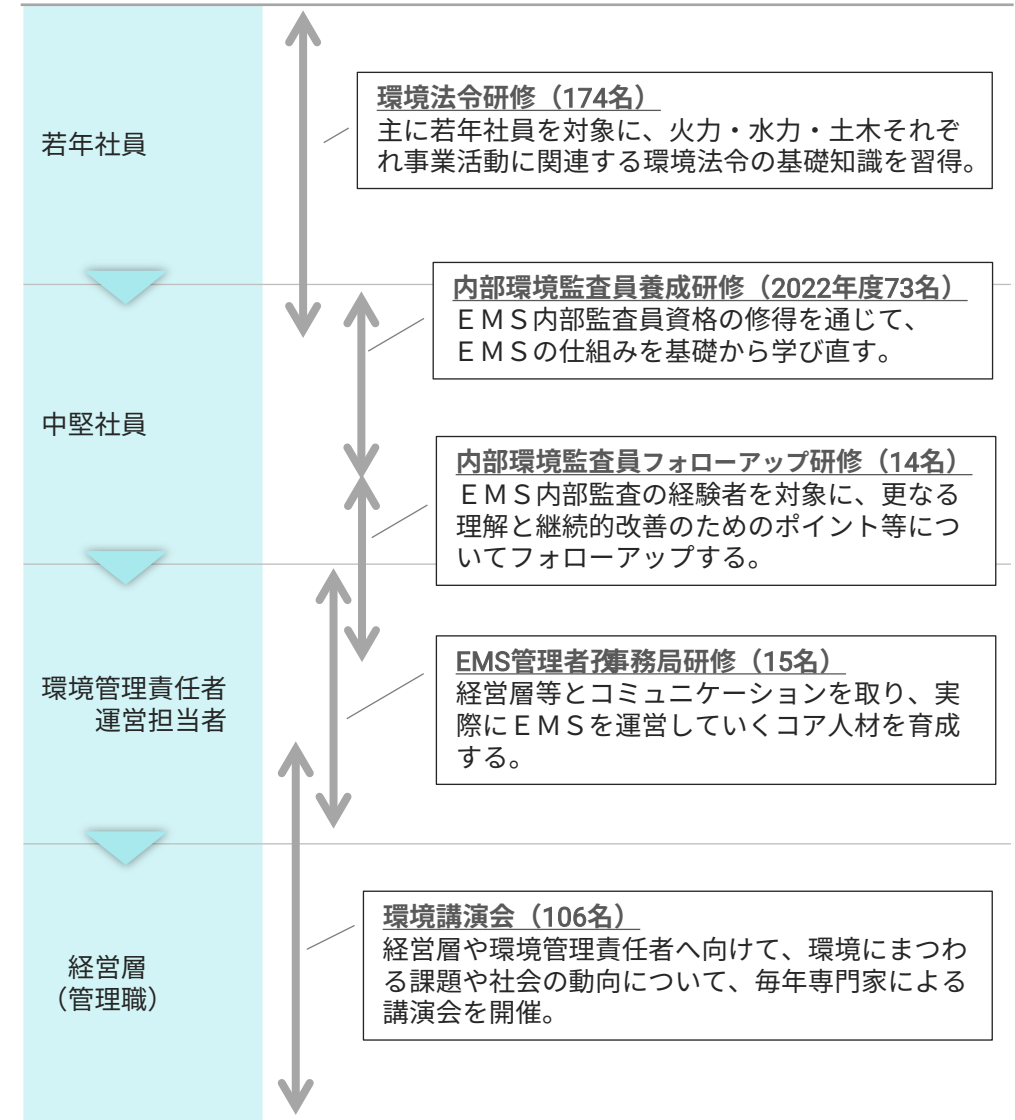 若年社員
環境法令研修（174名）
主に若年社員を対象に、火力・水力・土木それぞ
れ事業活動に関連する環境法令の基礎知識を習得。
内部環境監査員養成研修（2022年度73名）
ＥＭＳ内部監査員資格の修得を通じて、
ＥＭＳの仕組みを基礎から学び直す。
中堅社員
内部環境監査員フォローアップ研修（14名）
ＥＭＳ内部監査の経験者を対象に、更なる
理解と継続的改善のためのポイント等につ
いてフォローアップする。
環境管理責任者
運営担当者
EMS管理者事務局研修（15名）
経営層等とコミュニケーションを取り、実
際にＥＭＳを運営していくコア人材を育成
する。
経営層
（管理職）
環境講演会（106名）
経営層や環境管理責任者へ向けて、環境にまつわ
る課題や社会の動向について、毎年専門家による
講演会を開催。